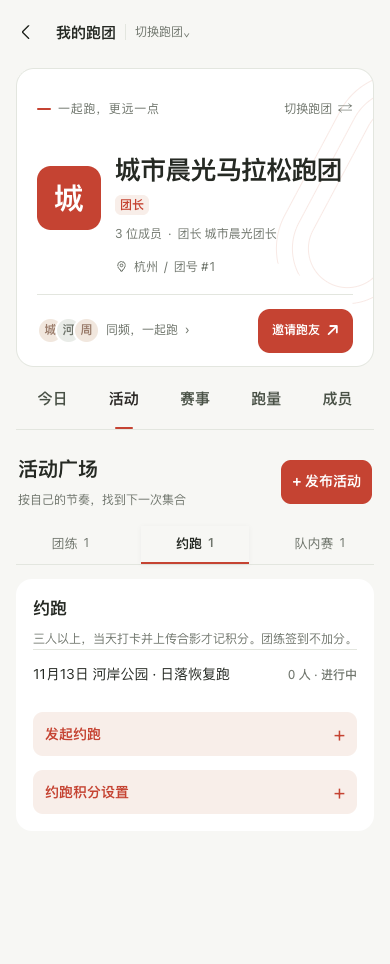 我的跑团 切换跑团⌄
一起跑，更远一点 切换跑团
城
城市晨光马拉松跑团
团长
3 位成员 · 团长 城市晨光团长
杭州 / 团号 #1
城 河 周 同频，一起跑 ›
邀请跑友
今日 活动 赛事 跑量 成员
活动广场
按自己的节奏，找到下一次集合
+ 发布活动
团练 1 约跑 1 队内赛 1
约跑
三人以上，当天打卡并上传合影才记积分。团练签到不加分。
11月13日 河岸公园 · 日落恢复跑 0 人 · 进行中
发起约跑 +
约跑积分设置 +